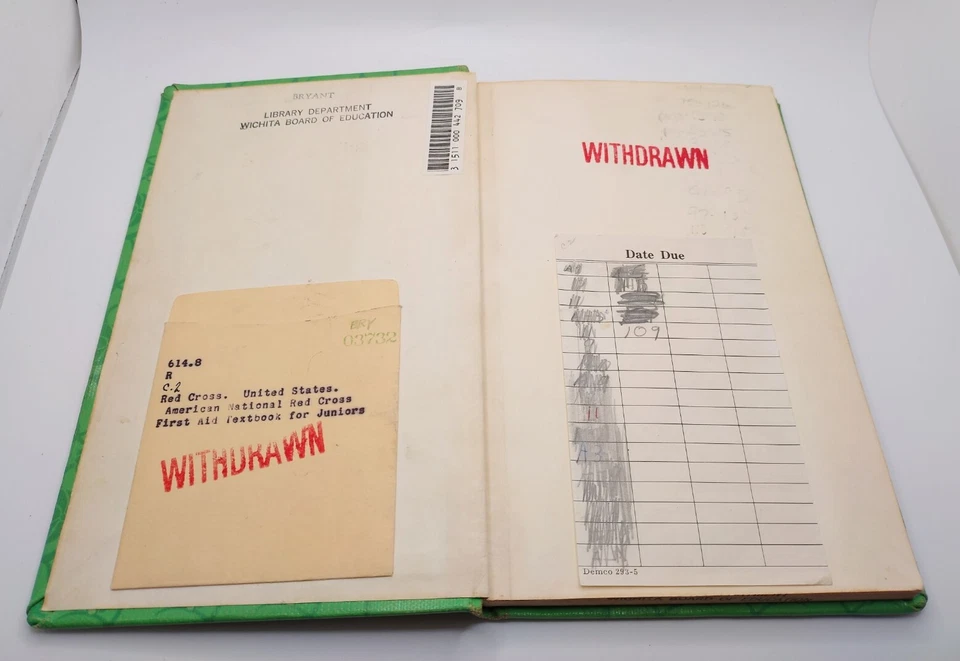 BRYANT
LIBRARY DEPARTMENT
WICHITA BOARD OF EDUCATION
3 1511 000 442 709 8
BRY
03732
614.8
R
C-2
Red Cross. United States.
American National Red Cross
First Aid Textbook for Juniors
WITHDRAWN
WITHDRAWN
Date Due
109
Demco 293-5